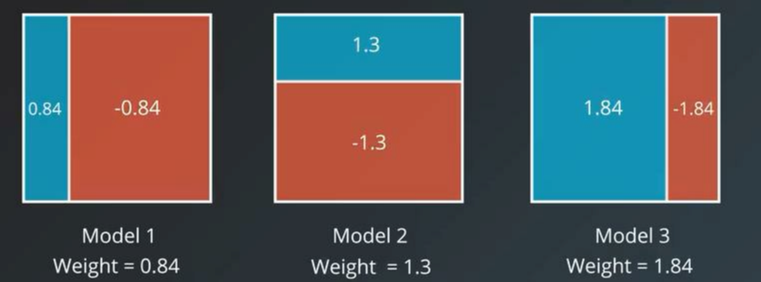 0.84
-0.84
Model 1
Weight = 0.84
1.3
-1.3
Model 2
Weight = 1.3
1.84
-1.84
Model 3
Weight = 1.84